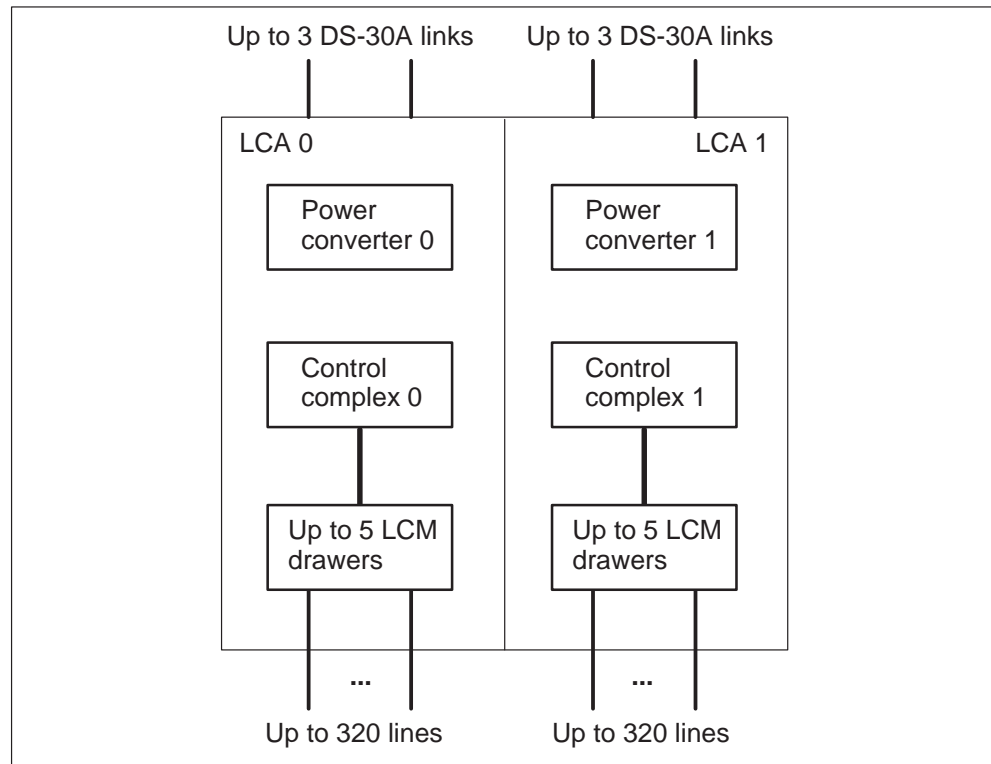 Up to 3 DS-30A links
Up to 3 DS-30A links
LCA 0
LCA 1
Power
converter 0
Power
converter 1
Control
complex 0
Control
complex 1
Up to 5 LCM
drawers
Up to 5 LCM
drawers
...
...
Up to 320 lines
Up to 320 lines